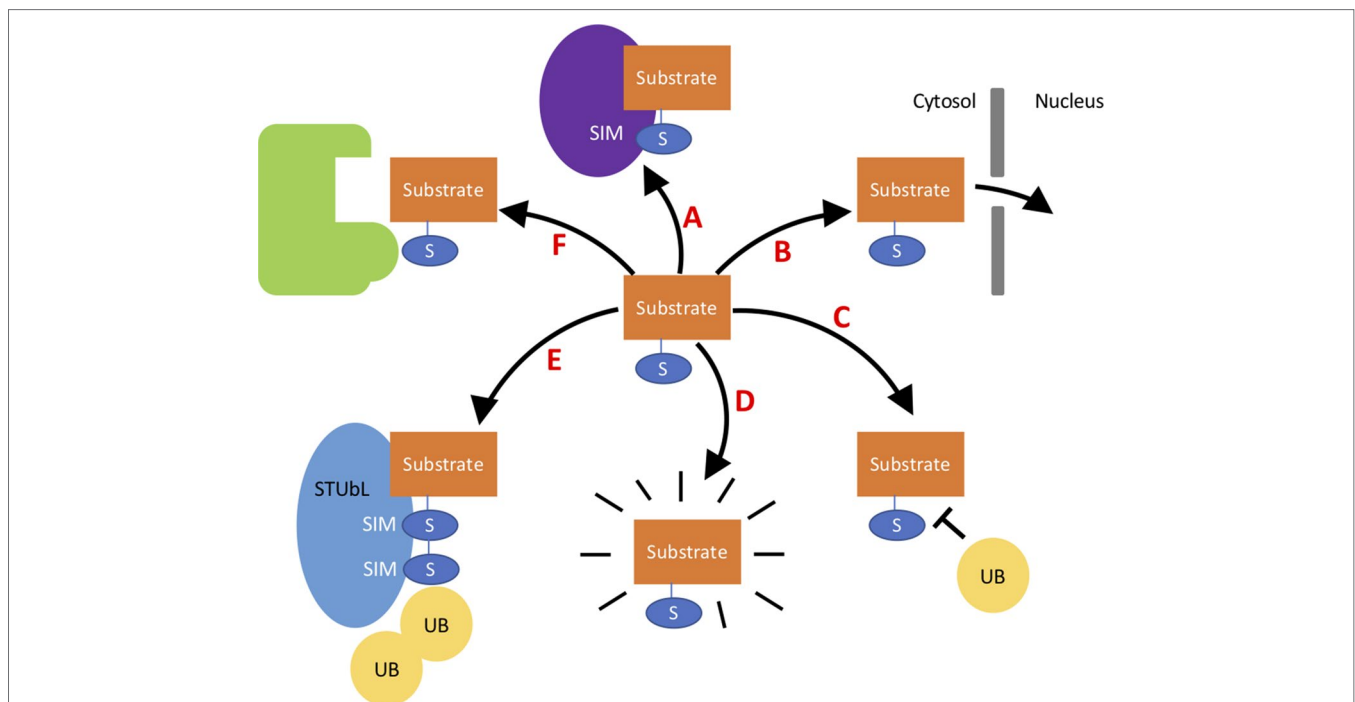 Substrate
SIM
S
Cytosol
Nucleus
Substrate
S
Substrate
S
A
F
B
Substrate
S
C
E
D
Substrate
STUbL
SIM
S
SIM
S
UB
UB
Substrate
S
Substrate
S
UB